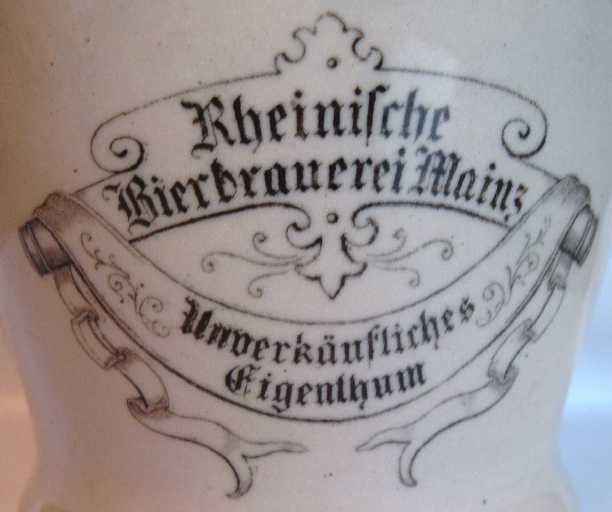 Rheiniſche
Bierbrauerei Mainz
Unverkäufliches
Eigenthum